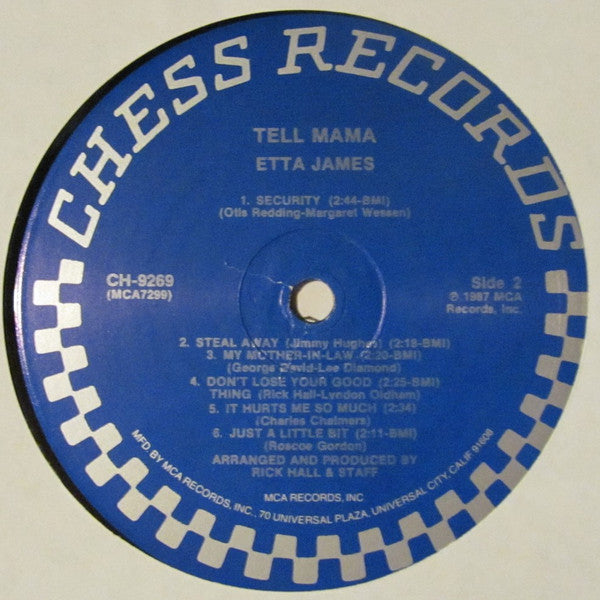 CHESS RECORDS
TELL MAMA
ETTA JAMES
1. SECURITY (2:44-BMI)
(Otis Redding-Margaret Wessen)
CH-9269
(MCA7299)
Side 2
℗ 1987 MCA
Records, Inc.
2. STEAL AWAY (Jimmy Hughes) (2:18-BMI)
3. MY MOTHER-IN-LAW (2:20-BMI)
(George David-Lee Diamond)
4. DON'T LOSE YOUR GOOD (2:25-BMI)
THING (Rick Hall-Lyndon Oldham)
5. IT HURTS ME SO MUCH (2:34)
(Charles Chalmers)
6. JUST A LITTLE BIT (2:11-BMI)
(Roscoe Gordon)
ARRANGED AND PRODUCED BY
RICK HALL & STAFF
MCA RECORDS, INC
MFD. BY MCA RECORDS, INC., 70 UNIVERSAL PLAZA, UNIVERSAL CITY, CALIF 91608